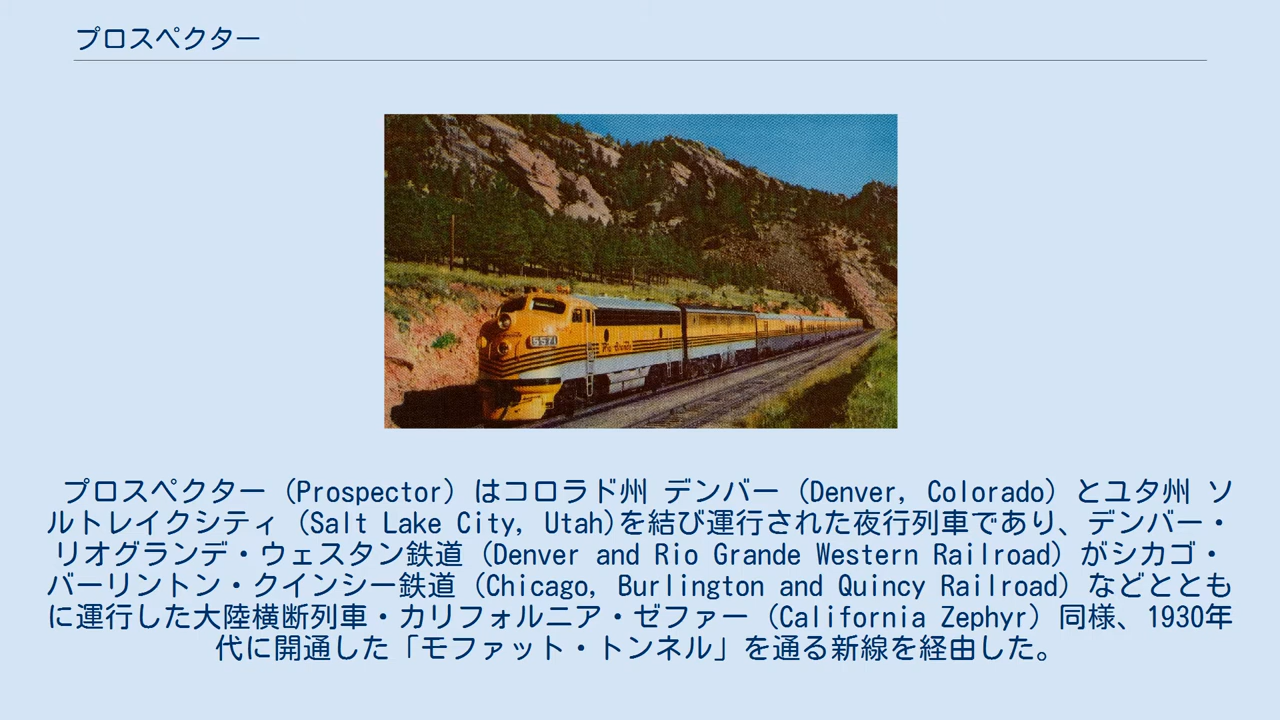 プロスペクター
5571
Rio Grande
プロスペクター (Prospector) はコロラド州 デンバー (Denver, Colorado) とユタ州 ソ
ルトレイクシティ (Salt Lake City, Utah)を結び運行された夜行列車であり、デンバー・
リオグランデ・ウェスタン鉄道 (Denver and Rio Grande Western Railroad) がシカゴ・
バーリントン・クインシー鉄道 (Chicago, Burlington and Quincy Railroad) などととも
に運行した大陸横断列車・カリフォルニア・ゼファー (California Zephyr) 同様、1930年
代に開通した「モファット・トンネル」を通る新線を経由した。